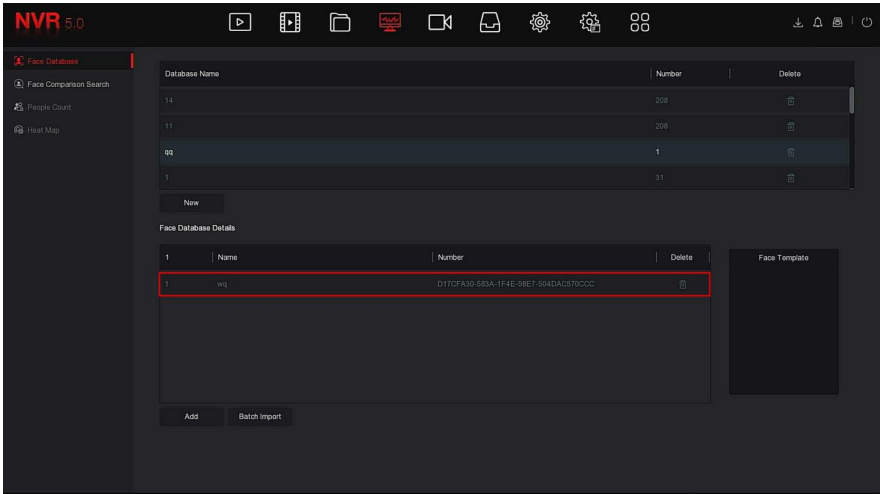 NVR 5.0
Face Database
Face Comparison Search
People Count
Heat Map
Database Name Number Delete
14 208
11 208
qq 1
1 31
New
Face Database Details
1 Name Number Delete
1 wq D17CFA30-583A-1F4E-98E7-504DAC570CCC
Face Template
Add Batch Import